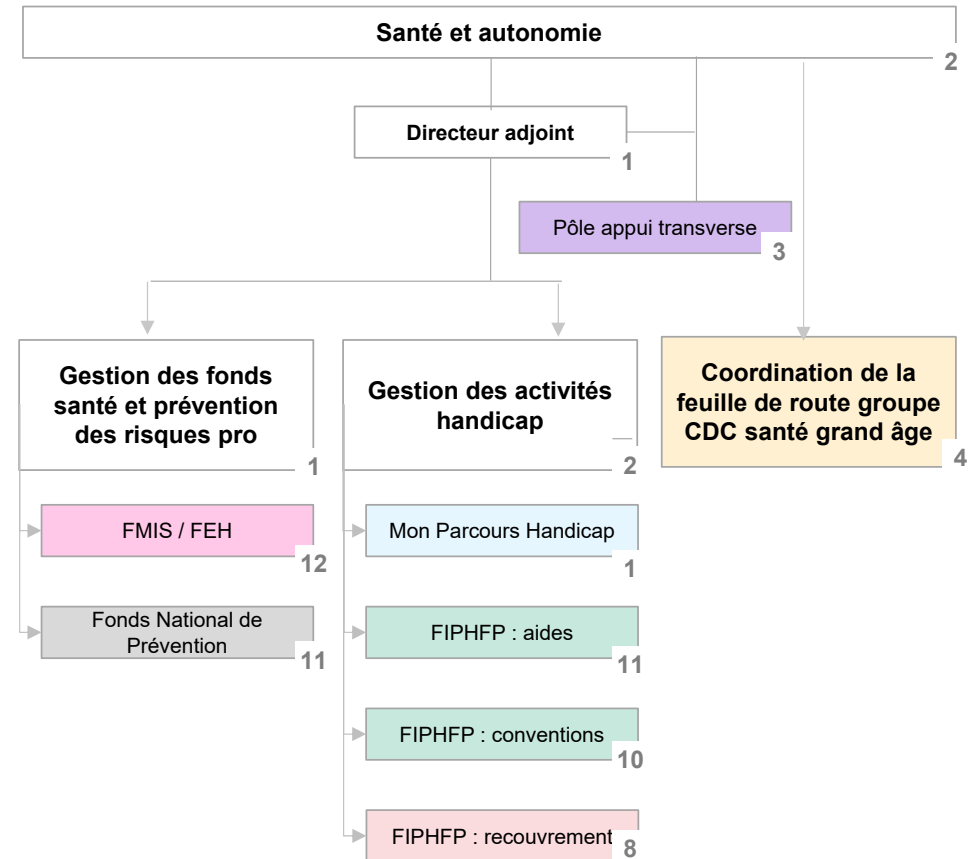 Santé et autonomie
2
Directeur adjoint
1
Pôle appui transverse
3
Gestion des fonds
santé et prévention
des risques pro
1
Gestion des activités
handicap
2
Coordination de la
feuille de route groupe
CDC santé grand âge
4
FMIS / FEH
12
Mon Parcours Handicap
1
Fonds National de
Prévention
11
FIPHFP : aides
11
FIPHFP : conventions
10
FIPHFP : recouvrement
8